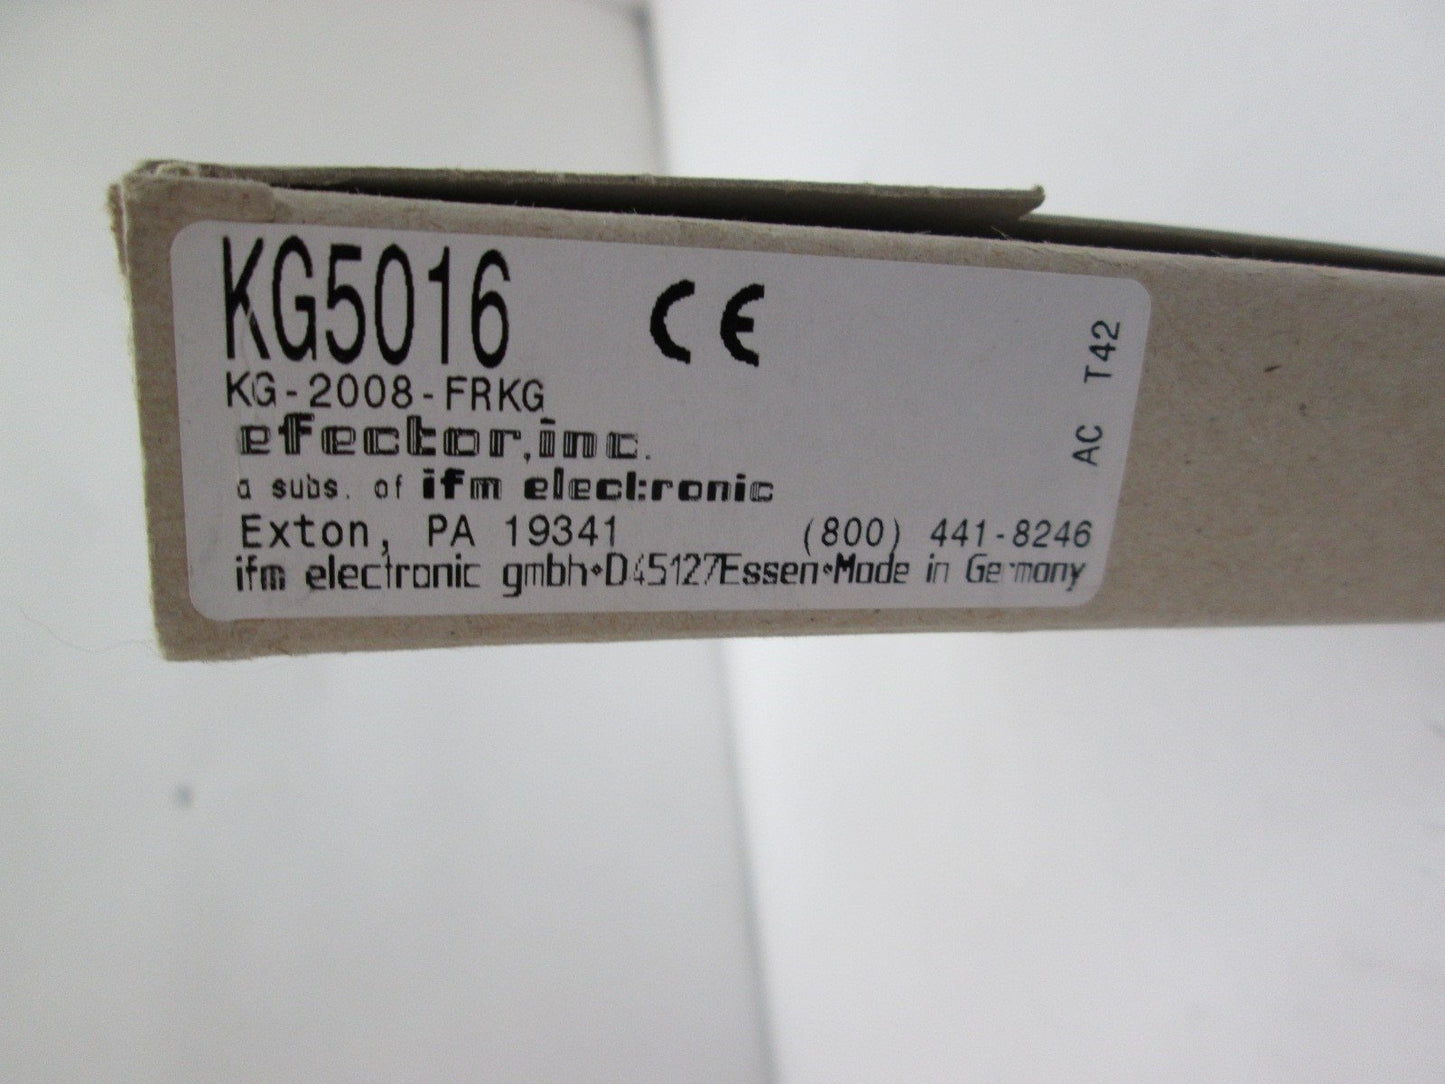 KG5016 CE
KG-2008-FRKG
efector, inc.
a subs. of ifm electronic
Exton, PA 19341 (800) 441-8246
ifm electronic gmbh•D45127Essen•Made in Germany
AC T42